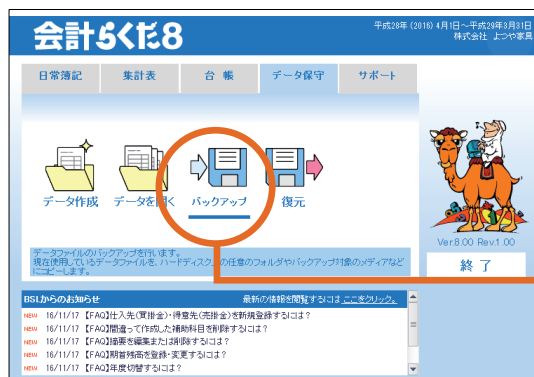 会計らくだ8
平成28年(2016)4月1日～平成29年3月31日
株式会社 よつや家具
日常簿記 集計表 台 帳 データ保守 サポート
データ作成 データを開く バックアップ 復元
Ver.8.00 Rev.1.00
終 了
データファイルのバックアップを行います。
現在使用しているデータファイルを、ハードディスク上の任意のフォルダやバックアップ対象のメディアなど
にコピーします。
BSLからのお知らせ 最新の情報を閲覧するには ここをクリック。
NEW 16/11/17 【FAQ】仕入先(買掛金)・得意先(売掛金)を新規登録するには？
NEW 16/11/17 【FAQ】間違って作成した補助科目を削除するには？
NEW 16/11/17 【FAQ】摘要を編集または削除するには？
NEW 16/11/17 【FAQ】期首残高を登録・変更するには？
NEW 16/11/17 【FAQ】年度切替するには？